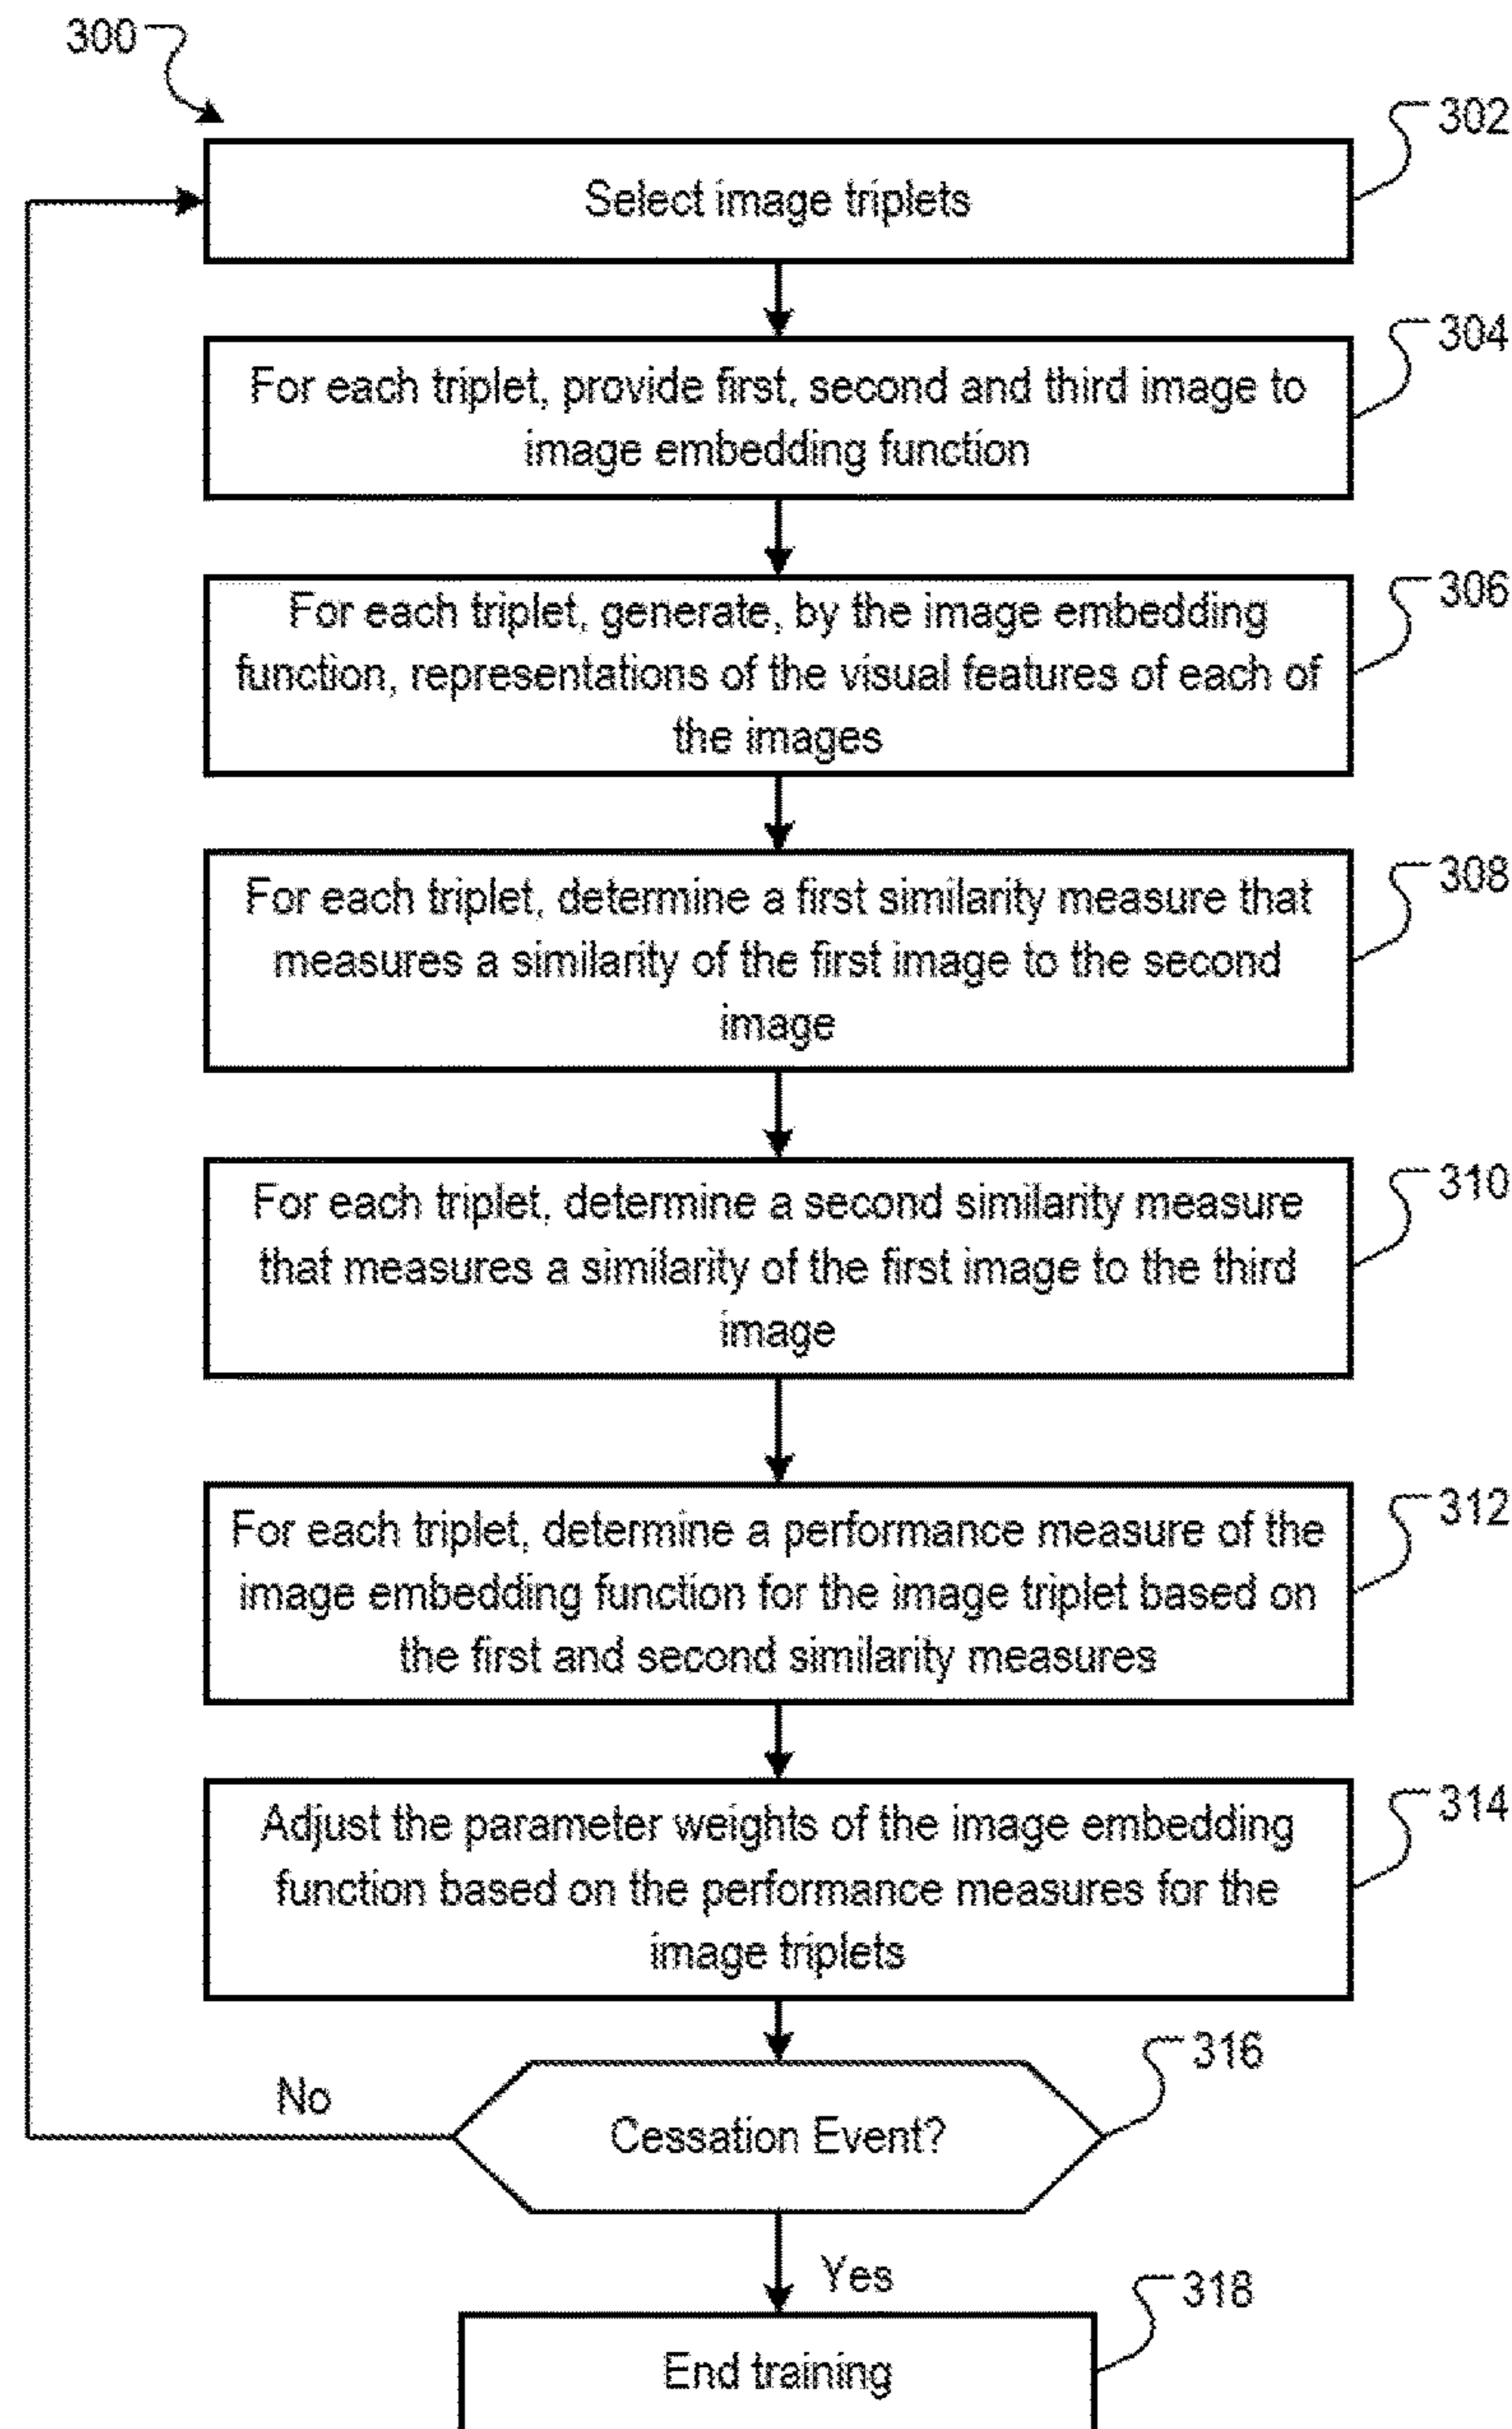 300
302
Select image triplets
304
For each triplet, provide first, second and third image to
image embedding function
306
For each triplet, generate, by the image embedding
function, representations of the visual features of each of
the images
308
For each triplet, determine a first similarity measure that
measures a similarity of the first image to the second
image
310
For each triplet, determine a second similarity measure
that measures a similarity of the first image to the third
image
312
For each triplet, determine a performance measure of the
image embedding function for the image triplet based on
the first and second similarity measures
314
Adjust the parameter weights of the image embedding
function based on the performance measures for the
image triplets
316
No
Cessation Event?
Yes
318
End training